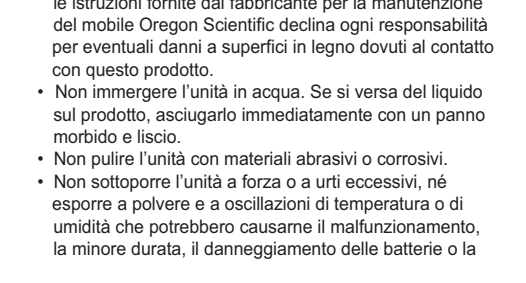 le istruzioni fornite dal fabbricante per la manutenzione
del mobile Oregon Scientific declina ogni responsabilità
per eventuali danni a superfici in legno dovuti al contatto
con questo prodotto.
• Non immergere l’unità in acqua. Se si versa del liquido
sul prodotto, asciugarlo immediatamente con un panno
morbido e liscio.
• Non pulire l’unità con materiali abrasivi o corrosivi.
• Non sottoporre l’unità a forza o a urti eccessivi, né
esporre a polvere e a oscillazioni di temperatura o di
umidità che potrebbero causarne il malfunzionamento,
la minore durata, il danneggiamento delle batterie o la